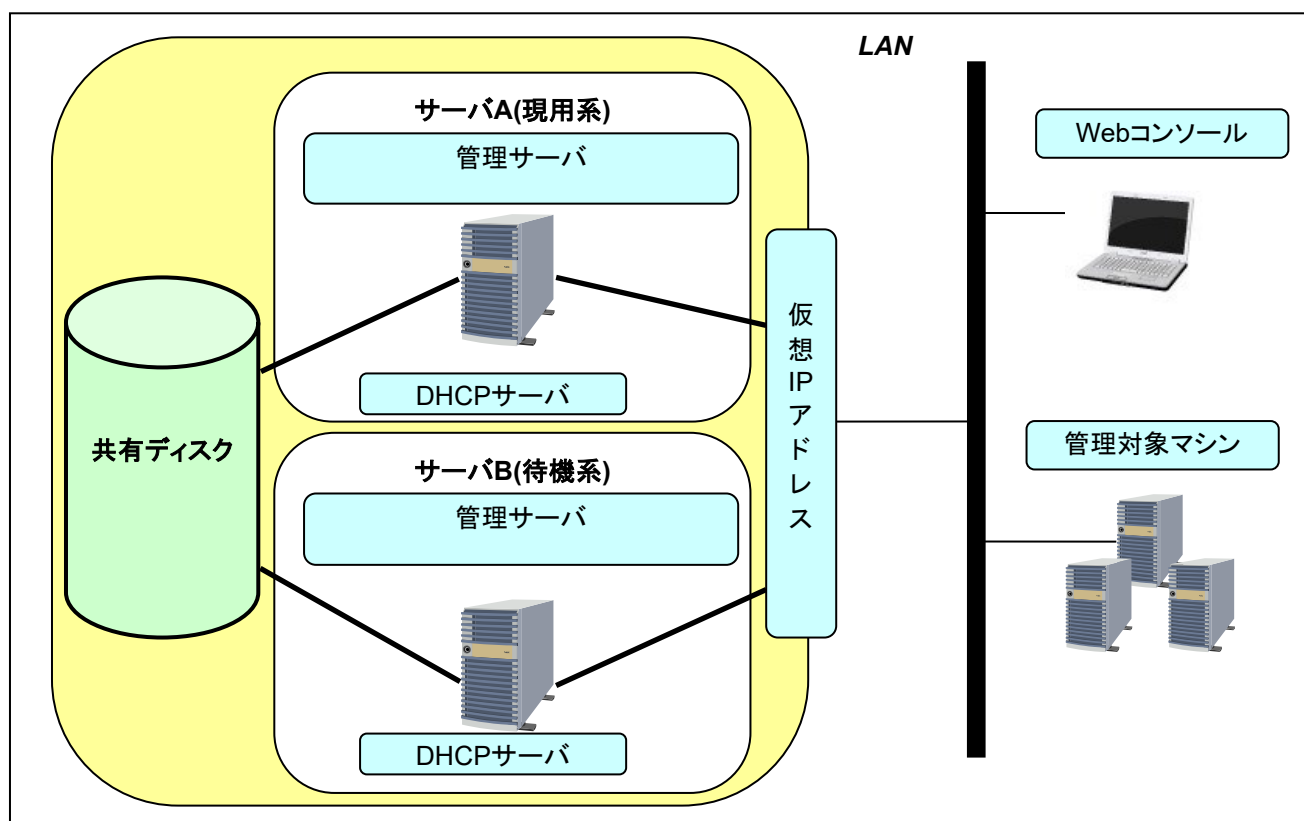 LAN
サーバA(現用系)
管理サーバ
DHCPサーバ
サーバB(待機系)
管理サーバ
DHCPサーバ
共有ディスク
仮想IPアドレス
Webコンソール
管理対象マシン